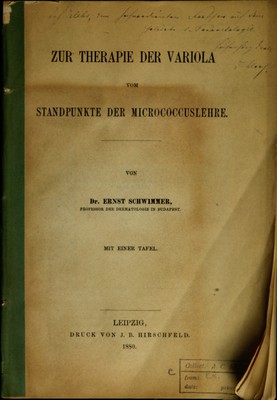 ZUR THERAPIE DER VARIOLA
VOM
STANDPUNKTE DER MICROCOCCUSLEHRE.
VON
Dr. ERNST SCHWIMMER,
PROFESSOR DER DERMATOLOGIE IN BUDAPEST.
MIT EINER TAFEL.
LEIPZIG,
DRUCK VON J. B. HIRSCHFELD.
1880.